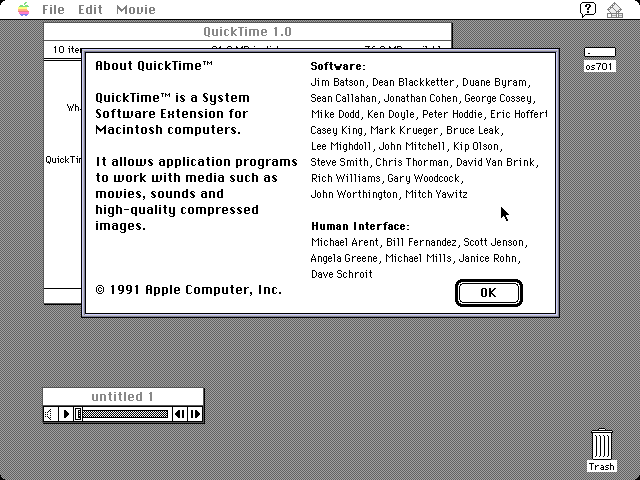 File Edit Movie
QuickTime 1.0
10 ite
os701
About QuickTime™
QuickTime™ is a System
Software Extension for
Macintosh computers.
It allows application programs
to work with media such as
movies, sounds and
high-quality compressed
images.
© 1991 Apple Computer, Inc.
Software:
Jim Batson, Dean Blackketter, Duane Byram,
Sean Callahan, Jonathan Cohen, George Cossey,
Mike Dodd, Ken Doyle, Peter Hoddie, Eric Hoffert
Casey King, Mark Krueger, Bruce Leak,
Lee Mighdoll, John Mitchell, Kip Olson,
Steve Smith, Chris Thorman, David Van Brink,
Rich Williams, Gary Woodcock,
John Worthington, Mitch Yawitz
Human Interface:
Michael Arent, Bill Fernandez, Scott Jenson,
Angela Greene, Michael Mills, Janice Rohn,
Dave Schroit
OK
Wha
QuickTin
untitled 1
Trash